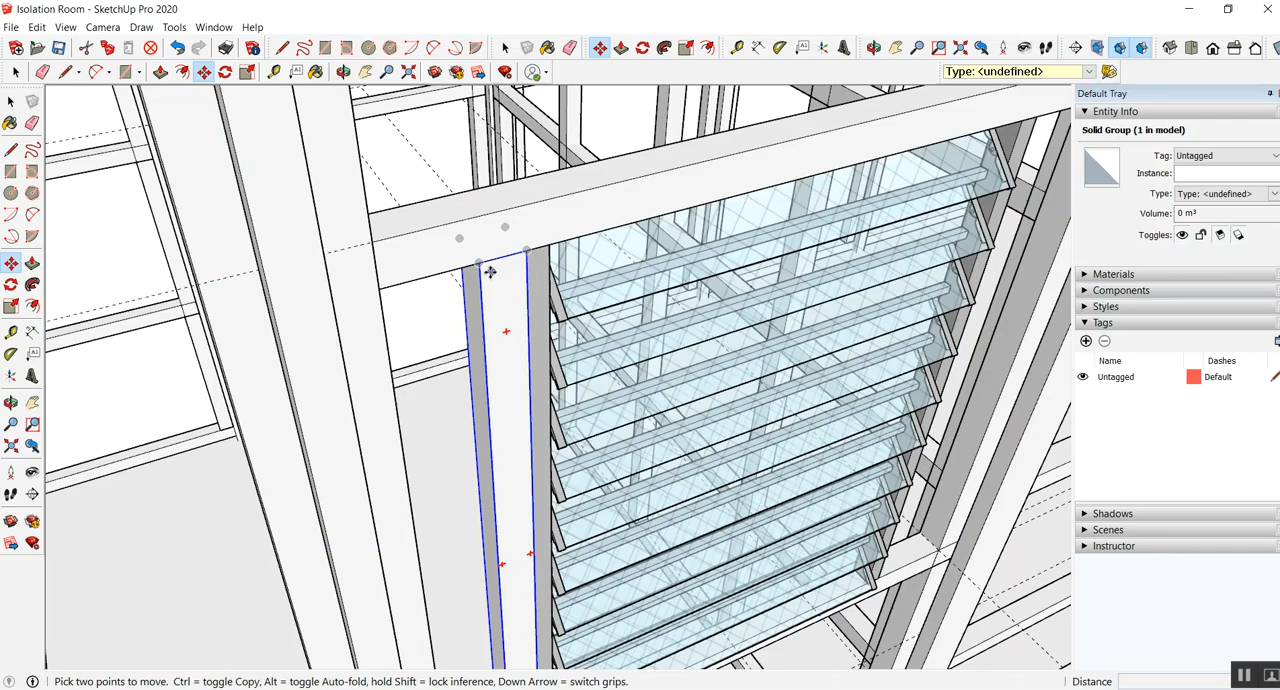 Isolation Room - SketchUp Pro 2020
File Edit View Camera Draw Tools Window Help
Type: <undefined>
Default Tray
Entity Info
Solid Group (1 in model)
Tag: Untagged
Instance:
Type: Type: <undefined>
Volume: 0 m³
Toggles:
Materials
Components
Styles
Tags
Name Dashes
Untagged Default
Shadows
Scenes
Instructor
Pick two points to move. Ctrl = toggle Copy, Alt = toggle Auto-fold, hold Shift = lock inference, Down Arrow = switch grips.
Distance